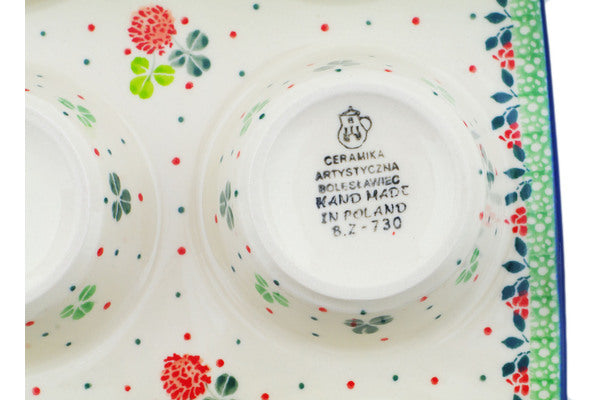 CERAMIKA
ARTYSTYCZNA
BOLESŁAWIEC
HAND MADE
IN POLAND
B.Z-730